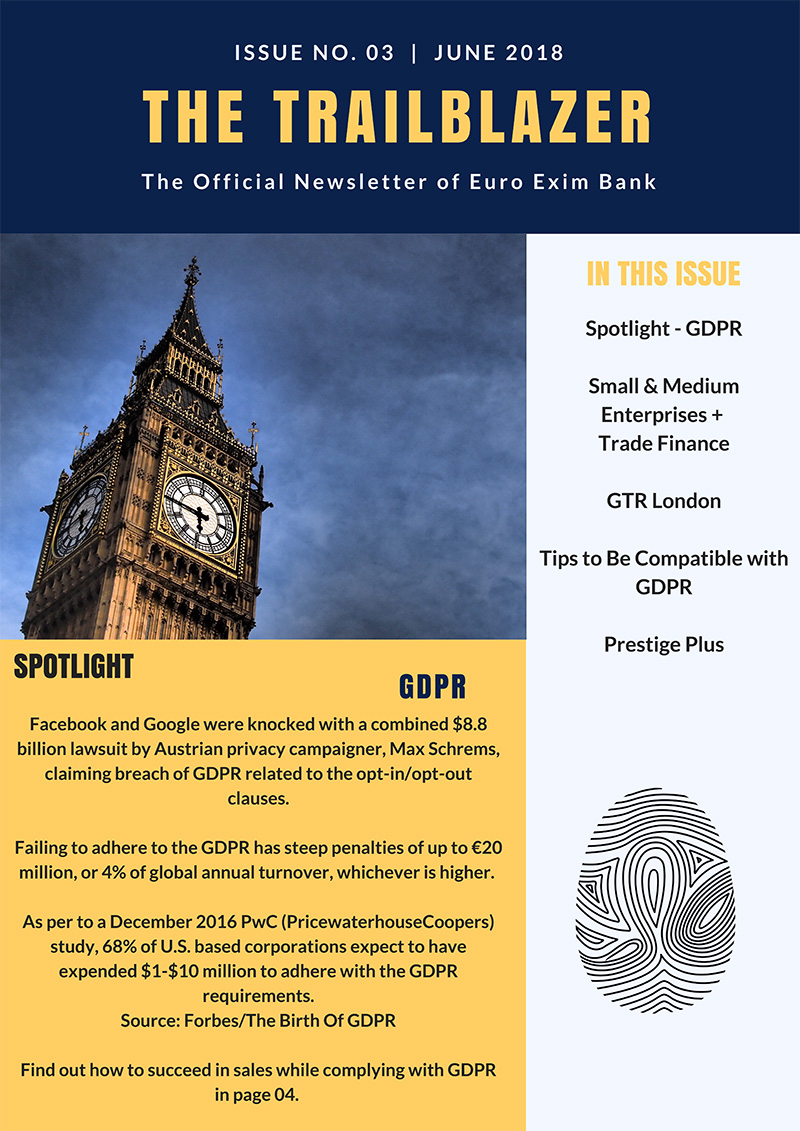 ISSUE NO. 03 | JUNE 2018
THE TRAILBLAZER
The Official Newsletter of Euro Exim Bank
IN THIS ISSUE
Spotlight - GDPR
Small & Medium
Enterprises +
Trade Finance
GTR London
Tips to Be Compatible with
GDPR
Prestige Plus
SPOTLIGHT
GDPR
Facebook and Google were knocked with a combined $8.8
billion lawsuit by Austrian privacy campaigner, Max Schrems,
claiming breach of GDPR related to the opt-in/opt-out
clauses.
Failing to adhere to the GDPR has steep penalties of up to €20
million, or 4% of global annual turnover, whichever is higher.
As per to a December 2016 PwC (PricewaterhouseCoopers)
study, 68% of U.S. based corporations expect to have
expended $1-$10 million to adhere with the GDPR
requirements.
Source: Forbes/The Birth Of GDPR
Find out how to succeed in sales while complying with GDPR
in page 04.